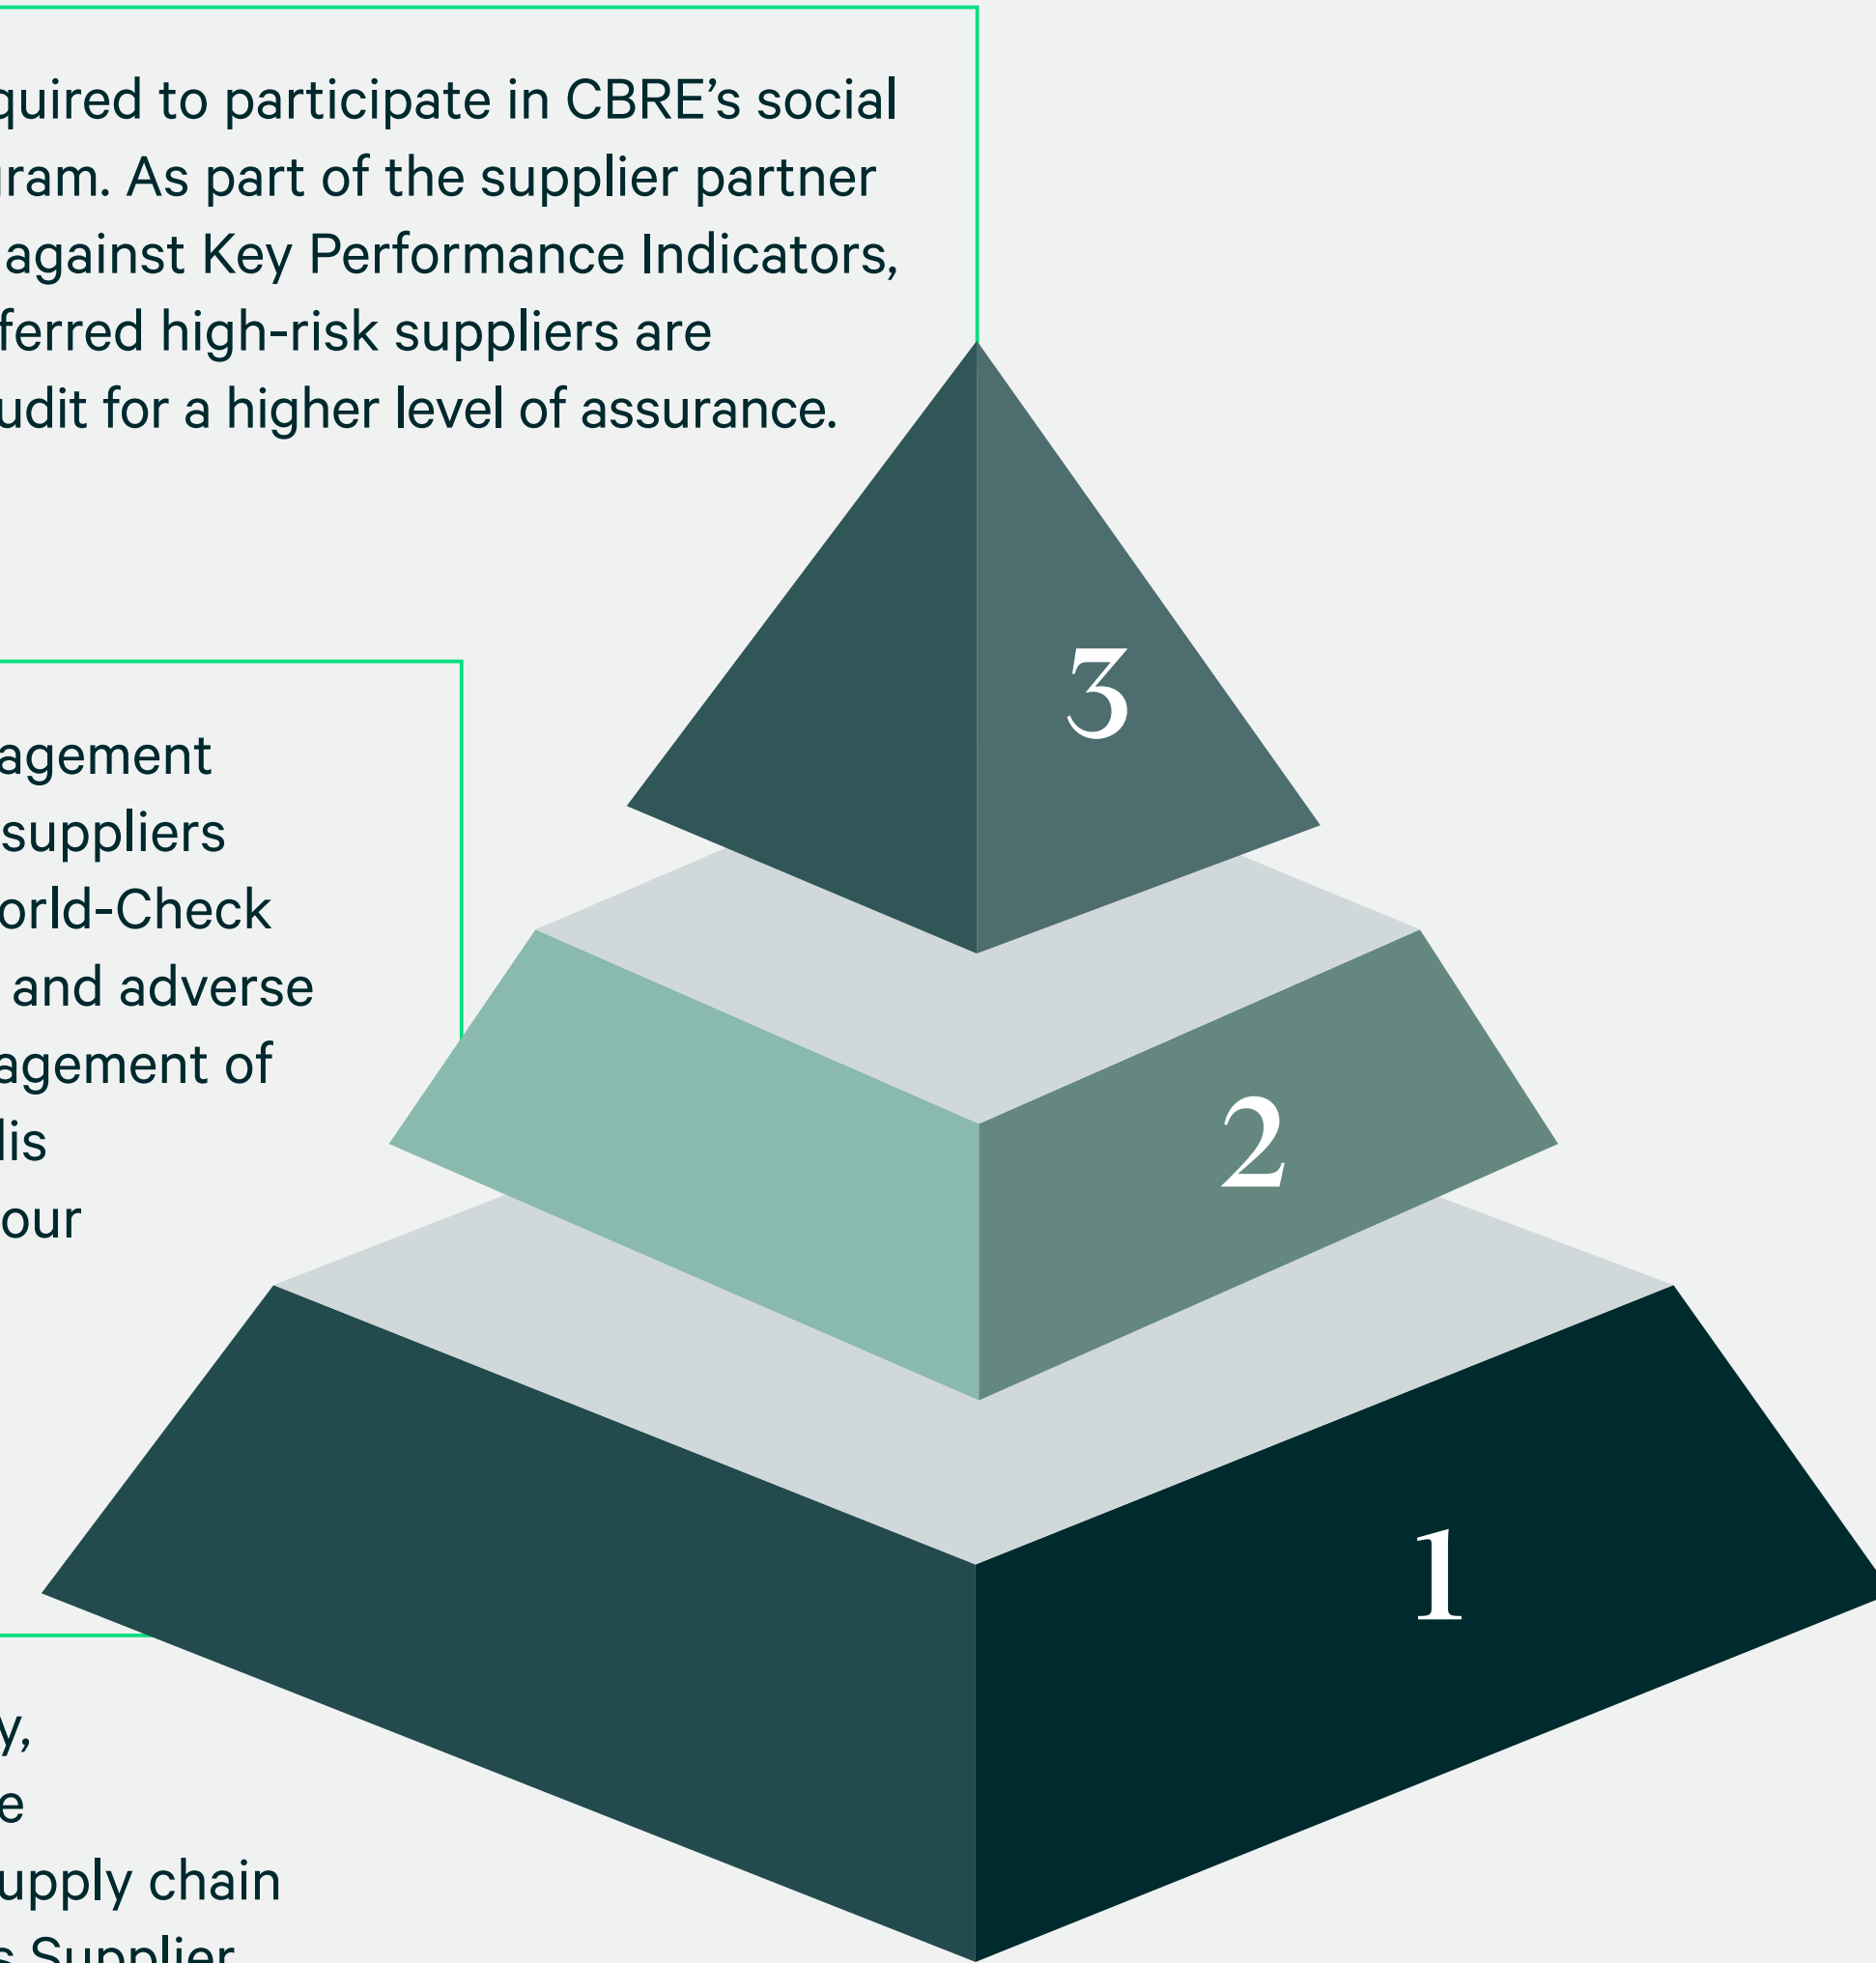 quired to participate in CBRE’s social
ram. As part of the supplier partner
against Key Performance Indicators,
ferred high-risk suppliers are
udit for a higher level of assurance.
3
agement
suppliers
orld-Check
and adverse
agement of
lis
our
2
1
y,
e
upply chain
s Supplier